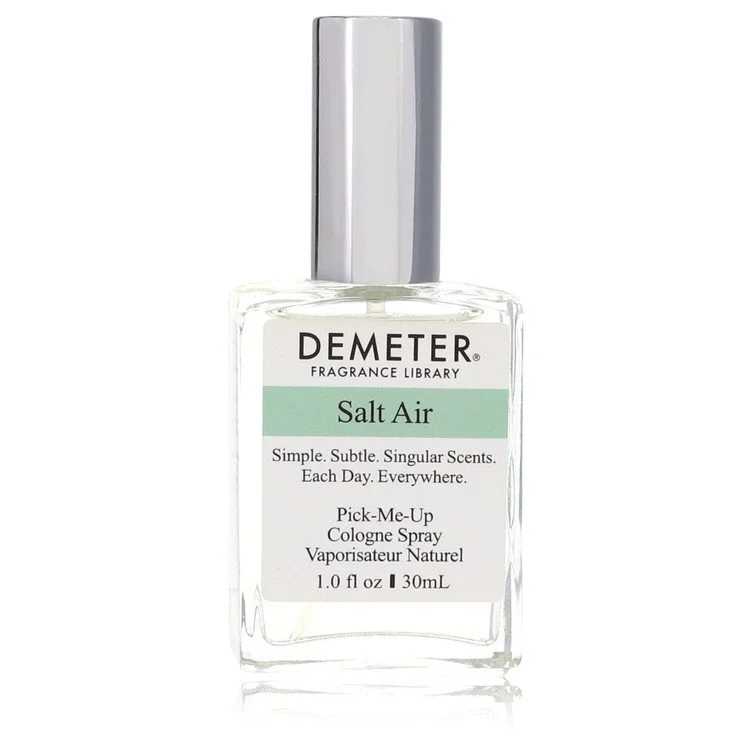 DEMETER®
FRAGRANCE LIBRARY
Salt Air
Simple. Subtle. Singular Scents.
Each Day. Everywhere.
Pick-Me-Up
Cologne Spray
Vaporisateur Naturel
1.0 fl oz ❚ 30mL